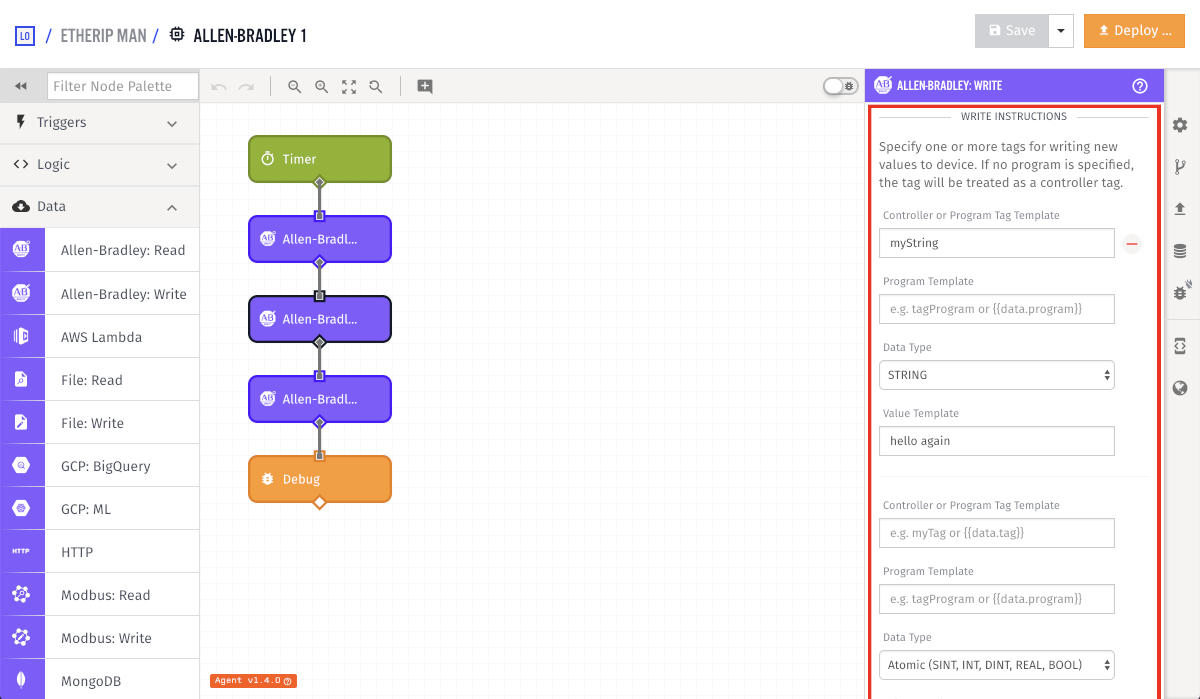 LO / ETHERIP MAN / ALLEN-BRADLEY 1
Save
Deploy ...
Filter Node Palette
Triggers
Logic
Data
Allen-Bradley: Read
Allen-Bradley: Write
AWS Lambda
File: Read
File: Write
GCP: BigQuery
GCP: ML
HTTP HTTP
Modbus: Read
Modbus: Write
MongoDB
Timer
AB Allen-Bradl...
AB Allen-Bradl...
AB Allen-Bradl...
Debug
Agent v1.4.0
AB ALLEN-BRADLEY: WRITE
WRITE INSTRUCTIONS
Specify one or more tags for writing new
values to device. If no program is specified,
the tag will be treated as a controller tag.
Controller or Program Tag Template
myString
Program Template
e.g. tagProgram or {{data.program}}
Data Type
STRING
Value Template
hello again
Controller or Program Tag Template
e.g. myTag or {{data.tag}}
Program Template
e.g. tagProgram or {{data.program}}
Data Type
Atomic (SINT, INT, DINT, REAL, BOOL)